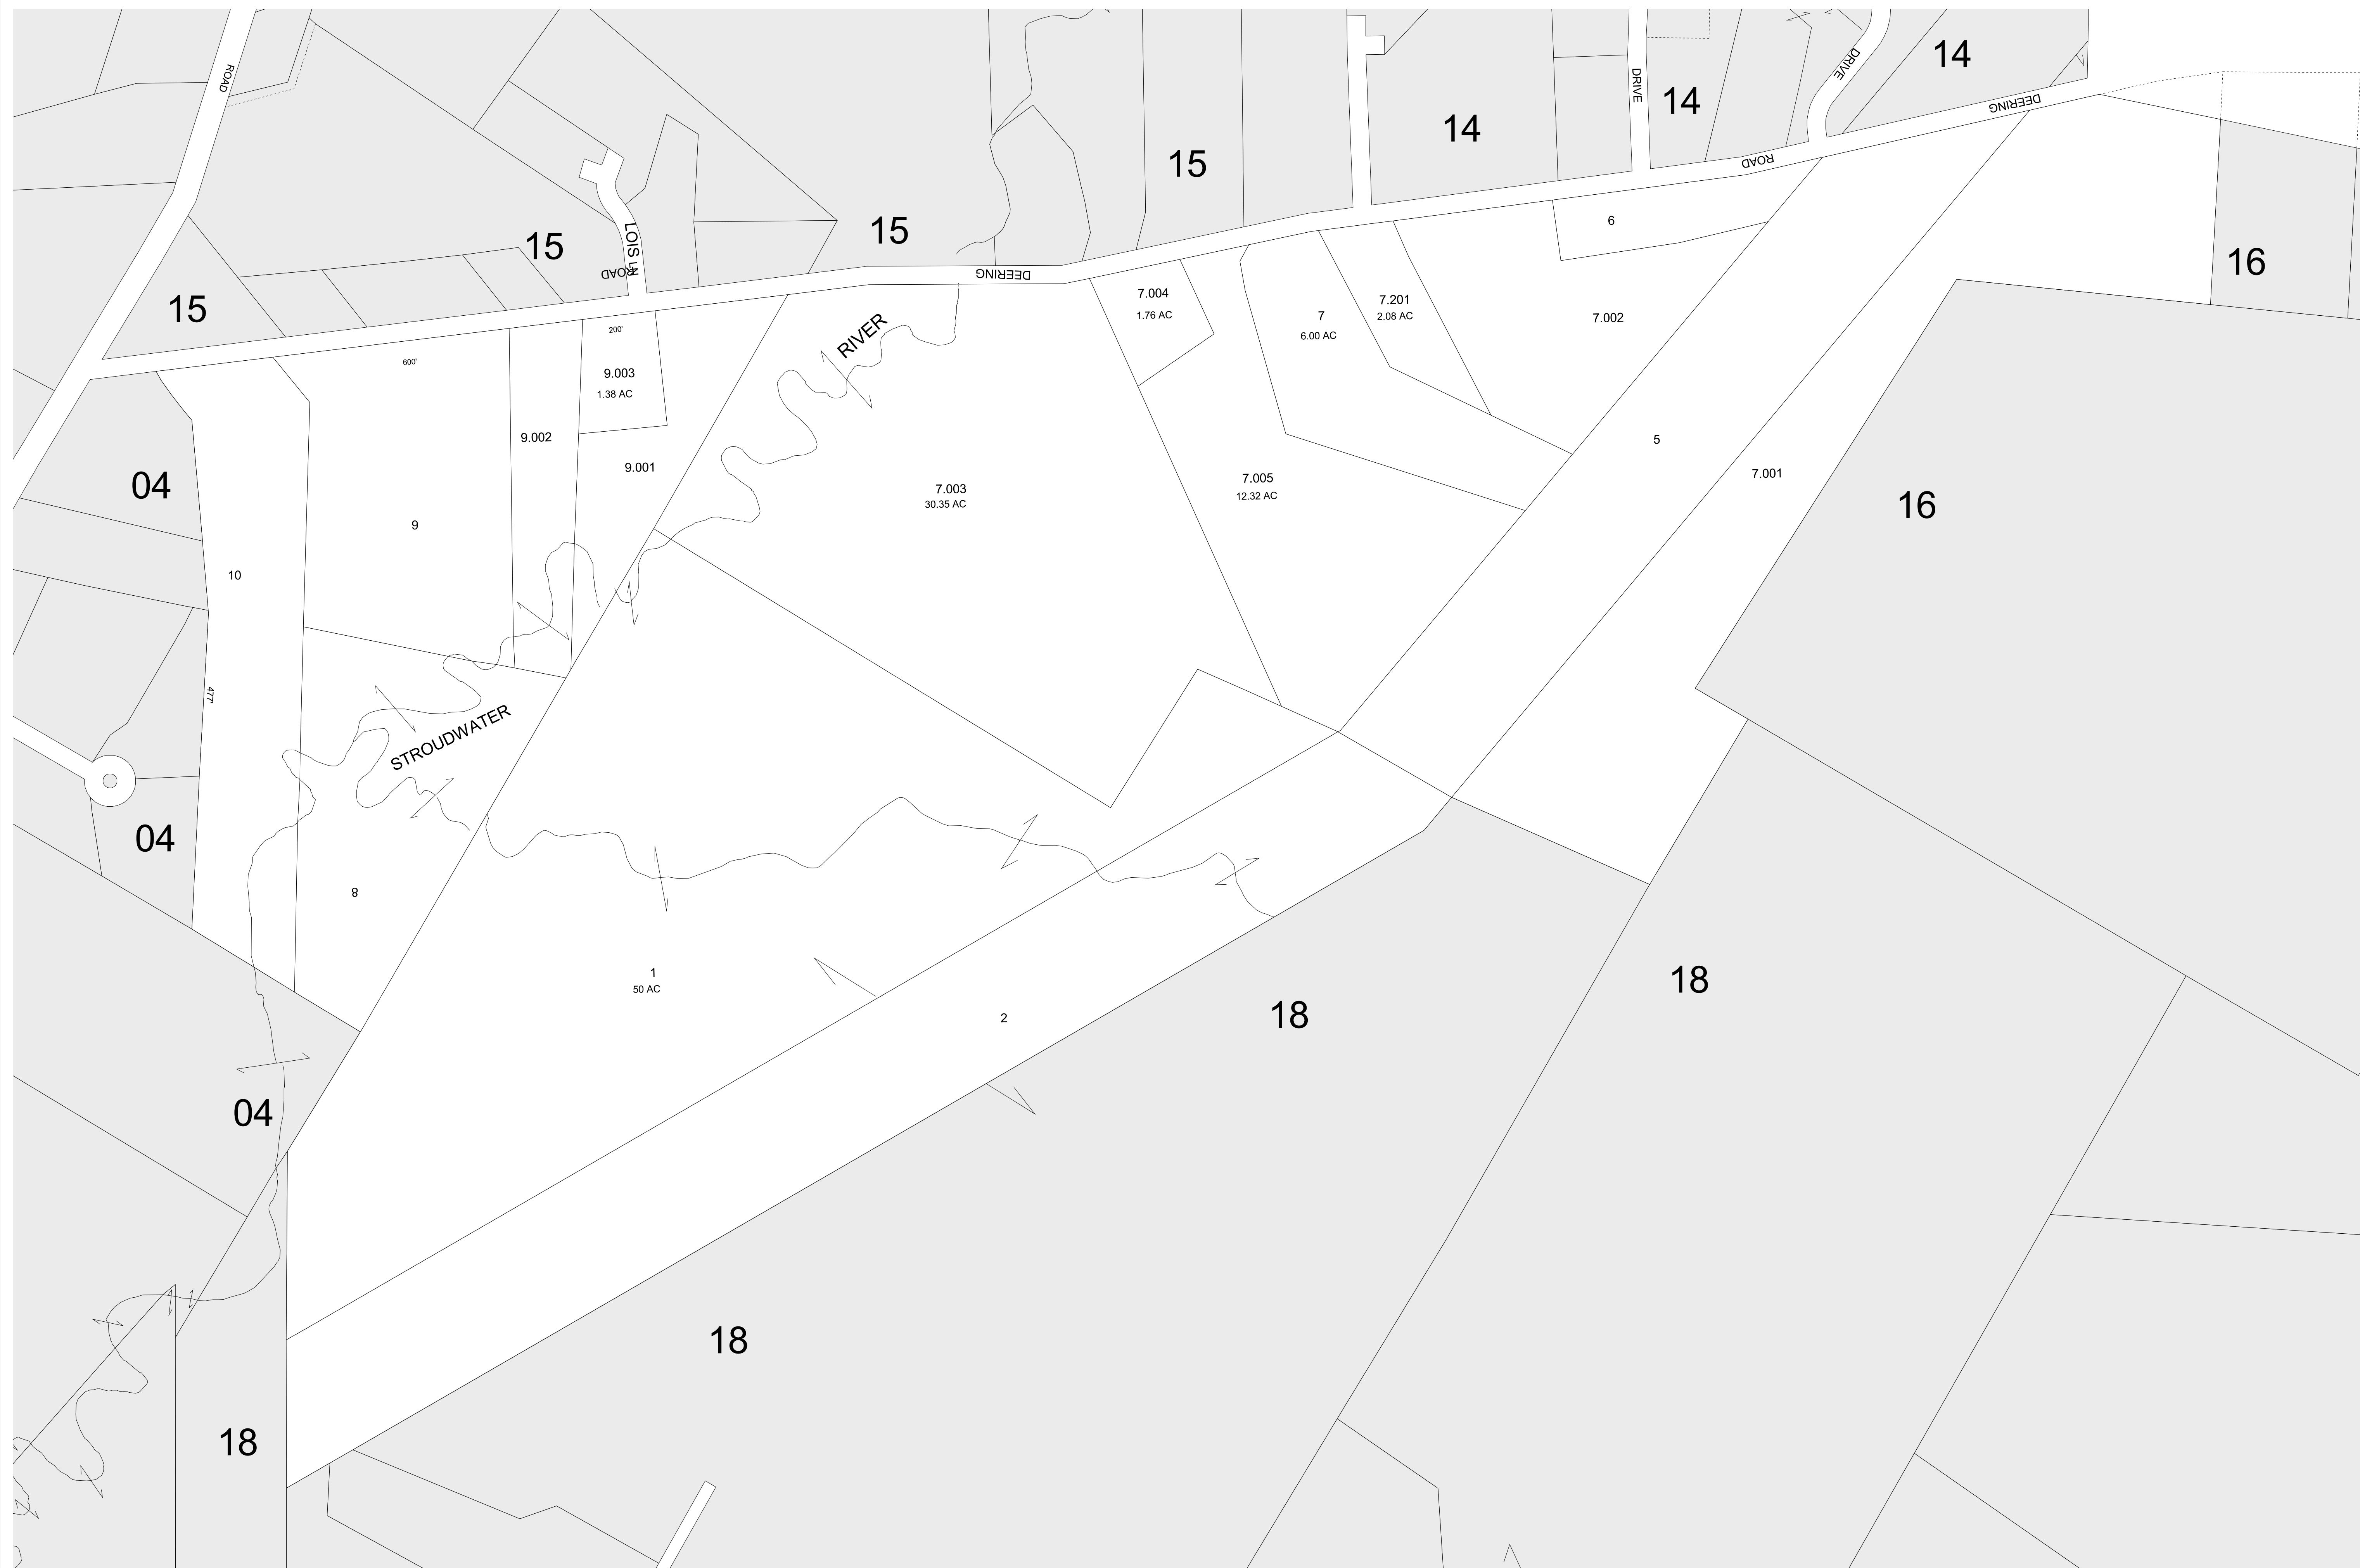 ROAD
DRIVE
DRIVE
14
14
14
DEERING
15
ROAD
15
15
15
LOIS LN
ROAD
DEERING
6
16
15
7.004
1.76 AC
7
6.00 AC
7.201
2.08 AC
7.002
200'
600'
RIVER
9.003
1.38 AC
9.002
9.001
5
7.001
04
7.003
30.35 AC
7.005
12.32 AC
16
9
10
477'
STROUDWATER
04
8
1
50 AC
2
18
18
04
18
18